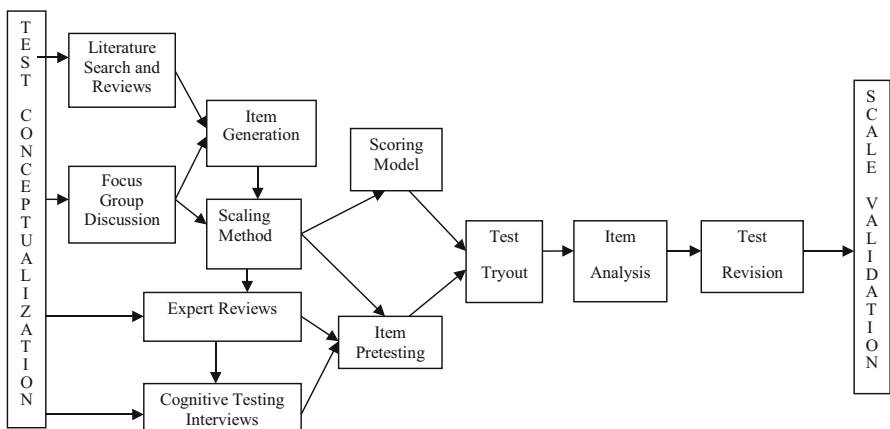 TEST CONCEPTUALIZATION
Literature
Search and
Reviews
Item
Generation
Focus
Group
Discussion
Scaling
Method
Expert Reviews
Cognitive Testing
Interviews
Scoring
Model
Item
Pretesting
Test
Tryout
Item
Analysis
Test
Revision
SCALE VALIDATION